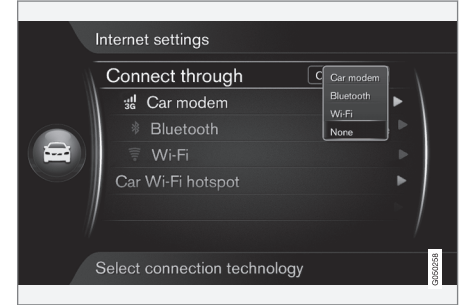 Internet settings
Connect through
C
Car modem
Bluetooth
Wi-Fi
None
3G Car modem
Bluetooth
Wi-Fi
Car Wi-Fi hotspot
Select connection technology
G050258